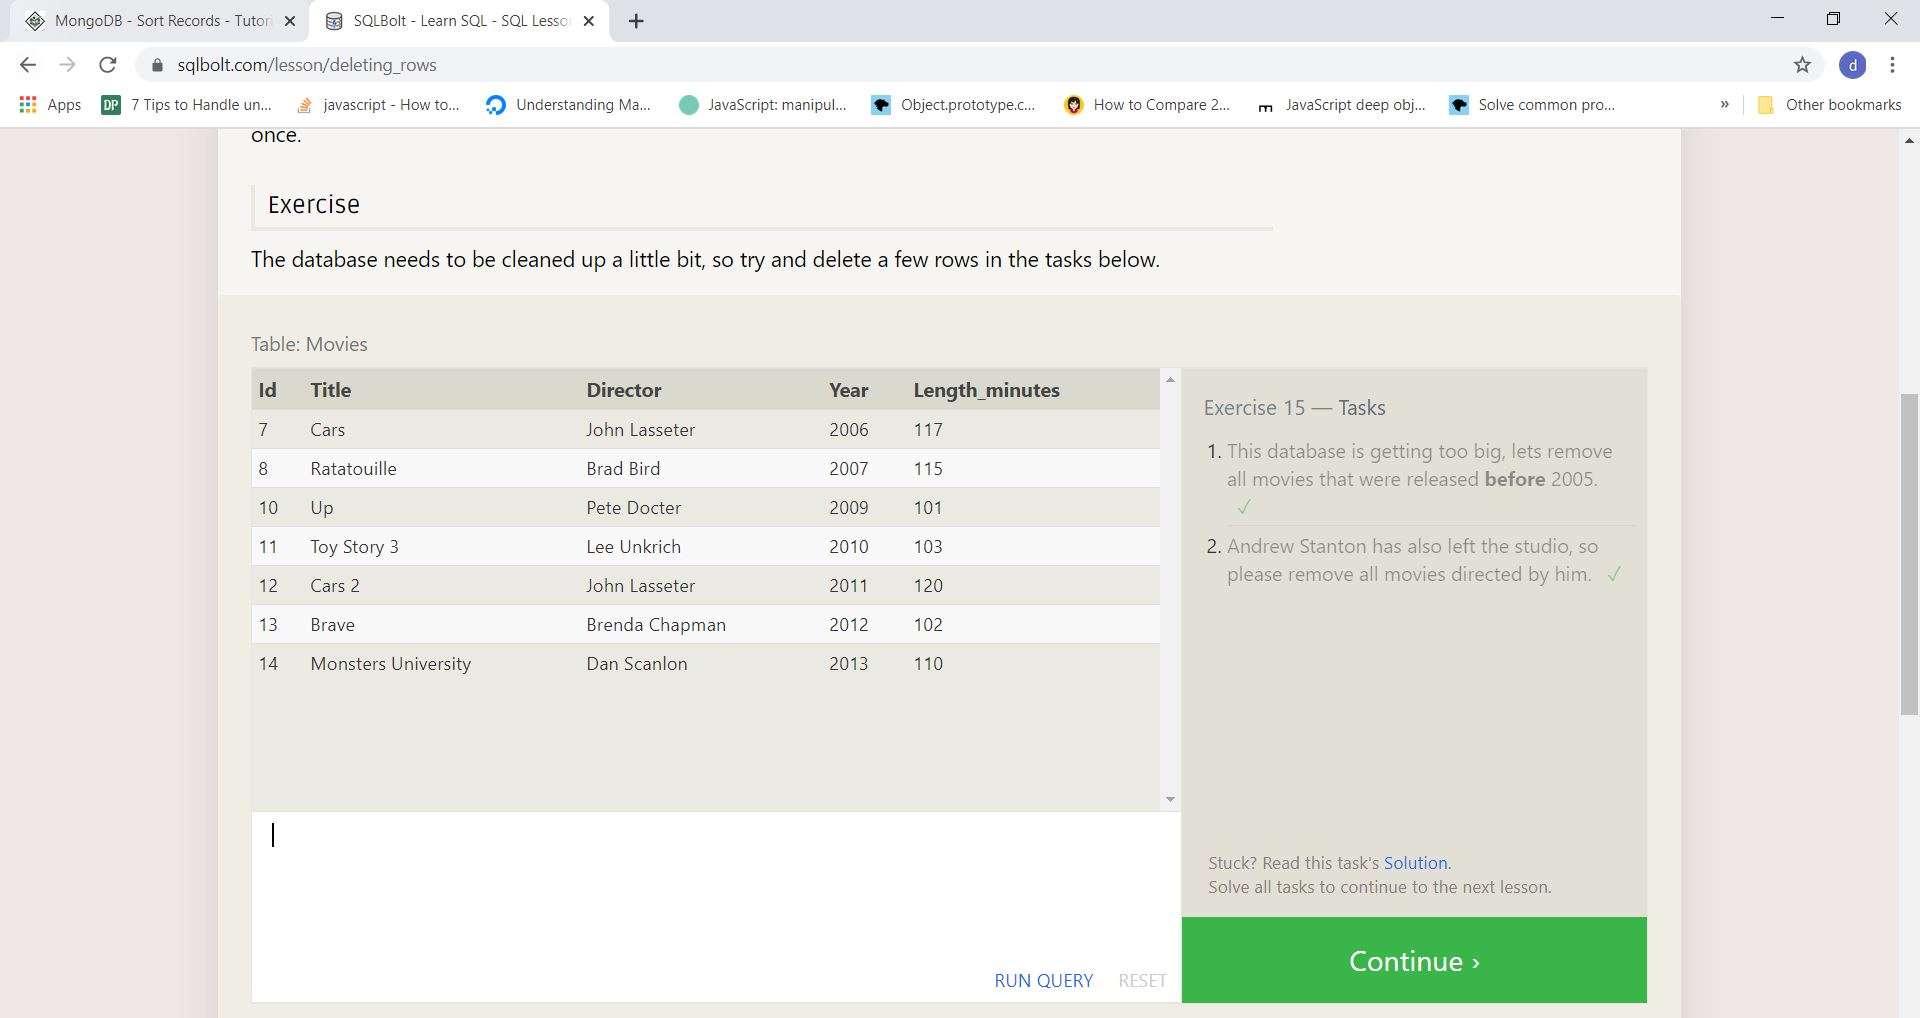 MongoDB - Sort Records - Tutori
SQLBolt - Learn SQL - SQL Lesson
sqlbolt.com/lesson/deleting_rows
d
Apps
DP
7 Tips to Handle un...
javascript - How to...
Understanding Ma...
JavaScript: manipul...
Object.prototype.c...
How to Compare 2...
m
JavaScript deep obj...
Solve common pro...
»
Other bookmarks
once.
Exercise
The database needs to be cleaned up a little bit, so try and delete a few rows in the tasks below.
Table: Movies
Id Title Director Year Length_minutes
7 Cars John Lasseter 2006 117
8 Ratatouille Brad Bird 2007 115
10 Up Pete Docter 2009 101
11 Toy Story 3 Lee Unkrich 2010 103
12 Cars 2 John Lasseter 2011 120
13 Brave Brenda Chapman 2012 102
14 Monsters University Dan Scanlon 2013 110
RUN QUERY RESET
Exercise 15 — Tasks
1. This database is getting too big, lets remove
all movies that were released before 2005.
✓
2. Andrew Stanton has also left the studio, so
please remove all movies directed by him. ✓
Stuck? Read this task's Solution.
Solve all tasks to continue to the next lesson.
Continue ›